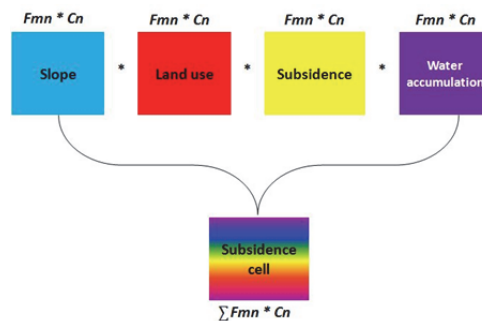 Fmn * Cn Fmn * Cn Fmn * Cn Fmn * Cn
Slope * Land use * Subsidence * Water
accumulation
Subsidence
cell
∑Fmn * Cn